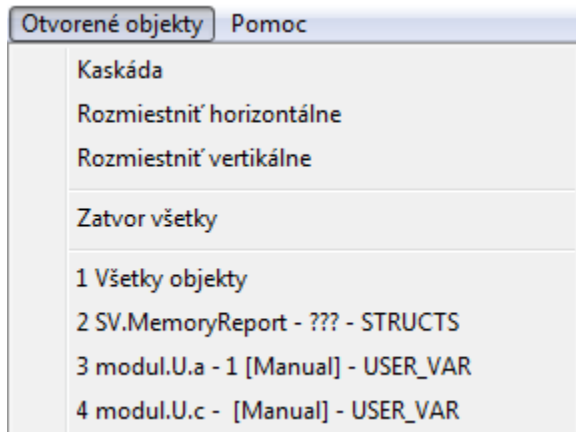 Otvorené objekty Pomoc
Kaskáda
Rozmiestniť horizontálne
Rozmiestniť vertikálne
Zatvor všetky
1 Všetky objekty
2 SV.MemoryReport - ??? - STRUCTS
3 modul.U.a - 1 [Manual] - USER_VAR
4 modul.U.c -  [Manual] - USER_VAR